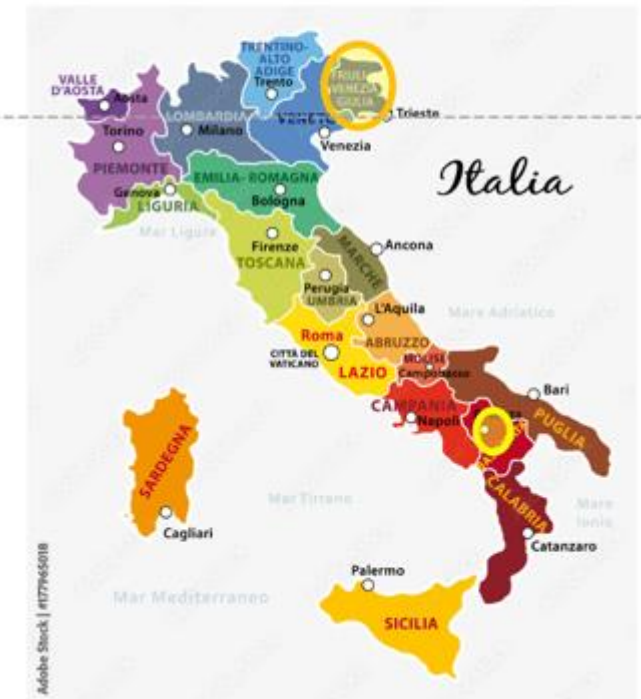 TRENTINO-
ALTO
ADIGE
Trento
FRIULI
VENEZIA
GIULIA
VALLE
D'AOSTA
Aosta
Trieste
LOMBARDIA
VENETO
Torino
Milano
Venezia
PIEMONTE
EMILIA-ROMAGNA
Italia
Genova
Bologna
LIGURIA
Mar Ligure
Firenze
MARCHE
Ancona
TOSCANA
Perugia
UMBRIA
L'Aquila
Mare Adriatico
Roma
ABRUZZO
CITTÀ DEL
VATICANO
MOLISE
LAZIO
Campobasso
Bari
CAMPANIA
Napoli
PUGLIA
SARDEGNA
CALABRIA
Mar Tirreno
Mare
Ionio
Cagliari
Catanzaro
Palermo
Mar Mediterraneo
SICILIA
Adobe Stock | #177965018